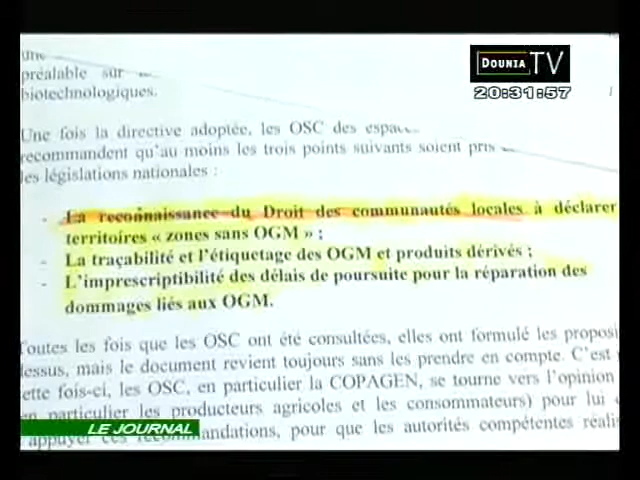 DOUNIA TV
20:31:57
une
préalable sur
biotechnologiques.
Une fois la directive adoptée, les OSC des
recommandent qu'au moins les trois points suivants soient pris
les législations nationales :
- La reconnaissance du Droit des communautés locales à déclarer
territoires « zones sans OGM » ;
- La traçabilité et l'étiquetage des OGM et produits dérivés ;
- L'imprescriptibilité des délais de poursuite pour la réparation des
dommages liés aux OGM.
Toutes les fois que les OSC ont été consultées, elles ont formulé les
dessus, mais le document revient toujours sans les prendre en compte. C'est
cette fois-ci, les OSC, en particulier la COPAGEN, se tourne vers l'opinion
en particulier les producteurs agricoles et les consommateurs) pour lui
appuyer ces recommandations, pour que les autorités compétentes
LE JOURNAL